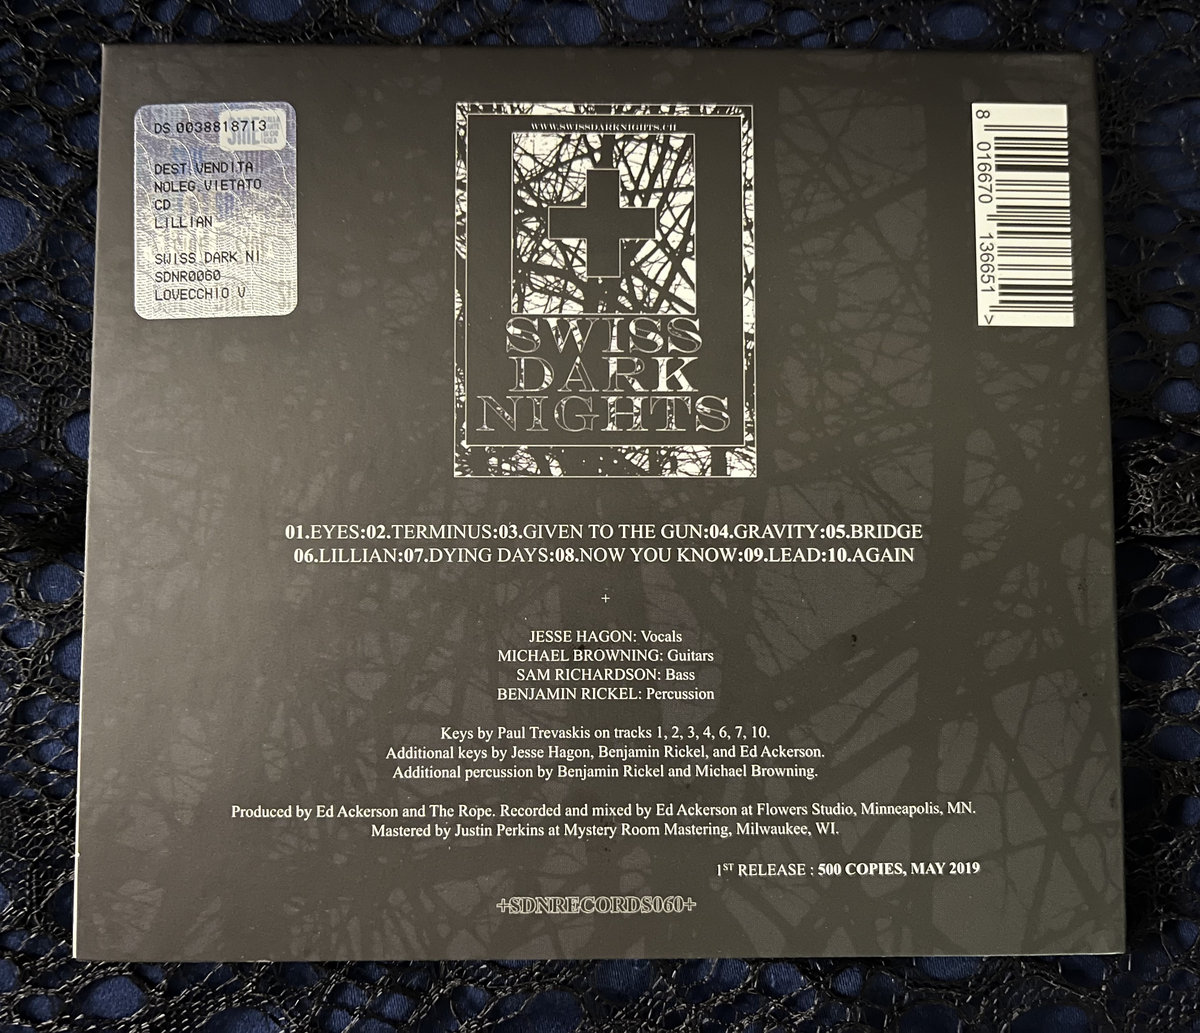 DS 0038818713
DEST.VENDITA
NOLEG.VIETATO
CD
LILLIAN
SWISS DARK NI
SDNR0060
LOVECCHIO V
WWW.SWISSDARKNIGHTS.CH
SWISS
DARK
NIGHTS
8 016670 136651 >
01.EYES:02.TERMINUS:03.GIVEN TO THE GUN:04.GRAVITY:05.BRIDGE
06.LILLIAN:07.DYING DAYS:08.NOW YOU KNOW:09.LEAD:10.AGAIN
+
JESSE HAGON: Vocals
MICHAEL BROWNING: Guitars
SAM RICHARDSON: Bass
BENJAMIN RICKEL: Percussion
Keys by Paul Trevaskis on tracks 1, 2, 3, 4, 6, 7, 10.
Additional keys by Jesse Hagon, Benjamin Rickel, and Ed Ackerson.
Additional percussion by Benjamin Rickel and Michael Browning.
Produced by Ed Ackerson and The Rope. Recorded and mixed by Ed Ackerson at Flowers Studio, Minneapolis, MN.
Mastered by Justin Perkins at Mystery Room Mastering, Milwaukee, WI.
1ST RELEASE : 500 COPIES, MAY 2019
+SDNRECORDS060+